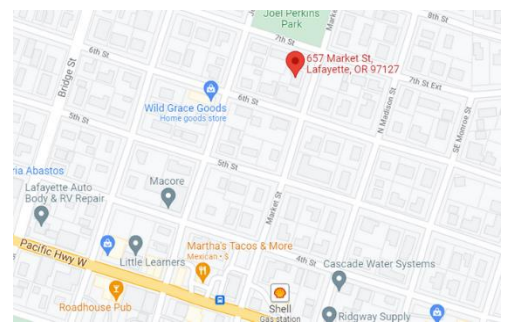 Joel Perkins
Park
Marke
8th St
7th St
6th St
657 Market St,
Lafayette, OR 97127
7th St Ext
Bridge St
Wild Grace Goods
Home goods store
6th St
N Madison St
SE Monroe St
5th St
5th St
ria Abastos
Macore
Lafayette Auto
Body & RV Repair
Market St
Pacific Hwy W
Little Learners
Martha's Tacos & More
Mexican • $
4th St
Cascade Water Systems
Roadhouse Pub
Shell
Gas station
Ridgway Supply